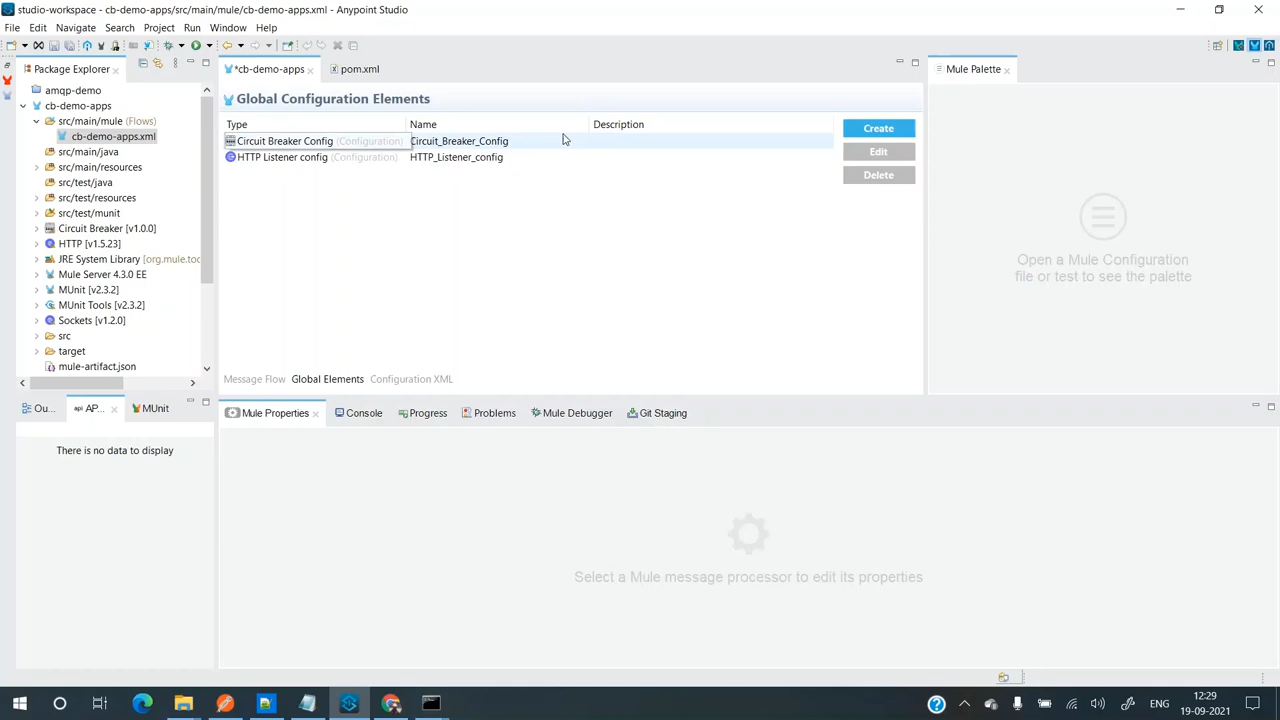 studio-workspace - cb-demo-apps/src/main/mule/cb-demo-apps.xml - Anypoint Studio
File Edit Navigate Search Project Run Window Help
Package Explorer
*cb-demo-apps
pom.xml
Mule Palette
amqp-demo
cb-demo-apps
src/main/mule (Flows)
cb-demo-apps.xml
src/main/java
src/main/resources
src/test/java
src/test/resources
src/test/munit
Circuit Breaker [v1.0.0]
HTTP [v1.5.23]
JRE System Library [org.mule.toc
Mule Server 4.3.0 EE
MUnit [v2.3.2]
MUnit Tools [v2.3.2]
Sockets [v1.2.0]
src
target
mule-artifact.json
Global Configuration Elements
Type Name Description
Circuit Breaker Config (Configuration) Circuit_Breaker_Config
HTTP Listener config (Configuration) HTTP_Listener_config
Create
Edit
Delete
Message Flow Global Elements Configuration XML
Open a Mule Configuration
file or test to see the palette
Ou... api AP... MUnit
There is no data to display
Mule Properties Console Progress Problems Mule Debugger Git Staging
Select a Mule message processor to edit its properties
ENG
12:29
19-09-2021